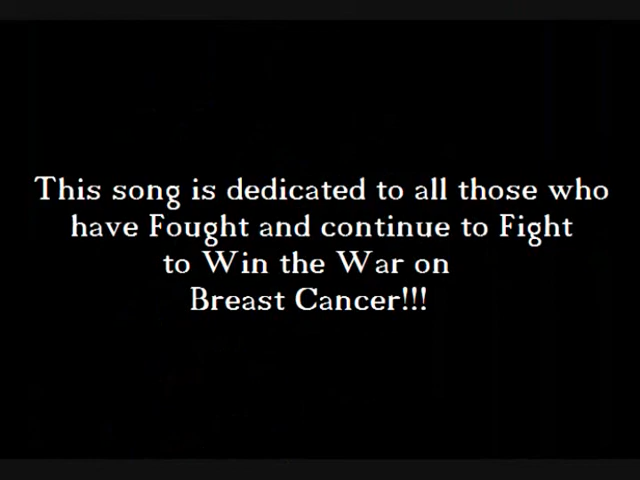 This song is dedicated to all those who
have Fought and continue to Fight
to Win the War on
Breast Cancer!!!